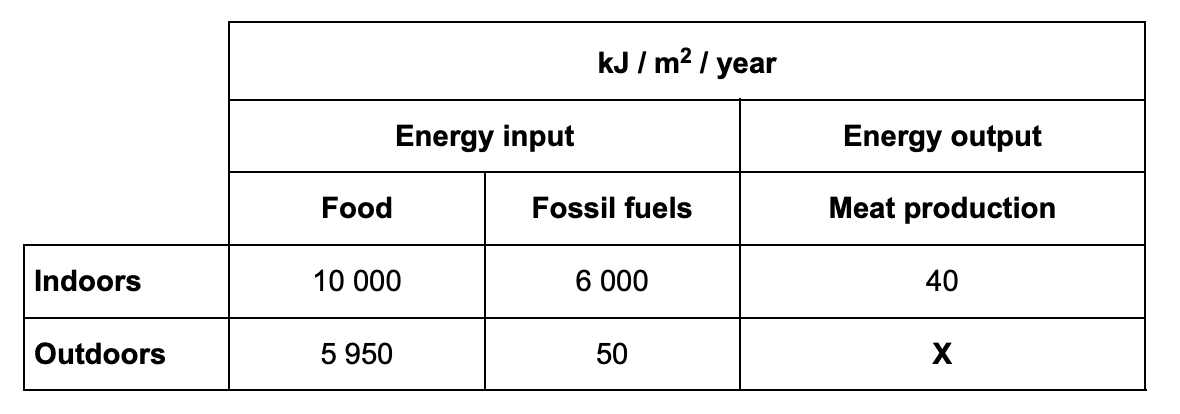 kJ / m² / year
Energy input Energy output
Food Fossil fuels Meat production
Indoors 10 000 6 000 40
Outdoors 5 950 50 X